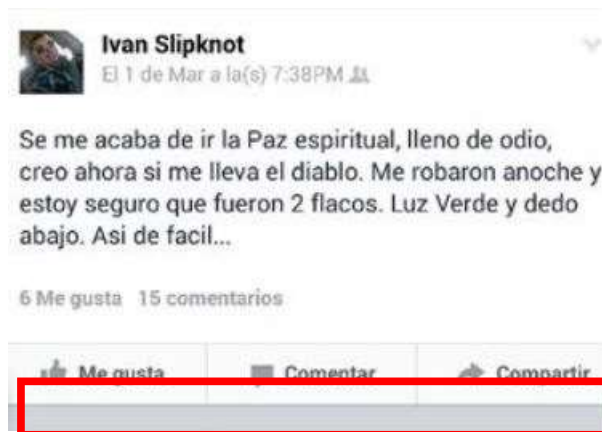 Ivan Slipknot
El 1 de Mar a la(s) 7:38PM
Se me acaba de ir la Paz espiritual, lleno de odio,
creo ahora si me lleva el diablo. Me robaron anoche y
estoy seguro que fueron 2 flacos. Luz Verde y dedo
abajo. Asi de facil...
6 Me gusta 15 comentarios
Me gusta Comentar Compartir